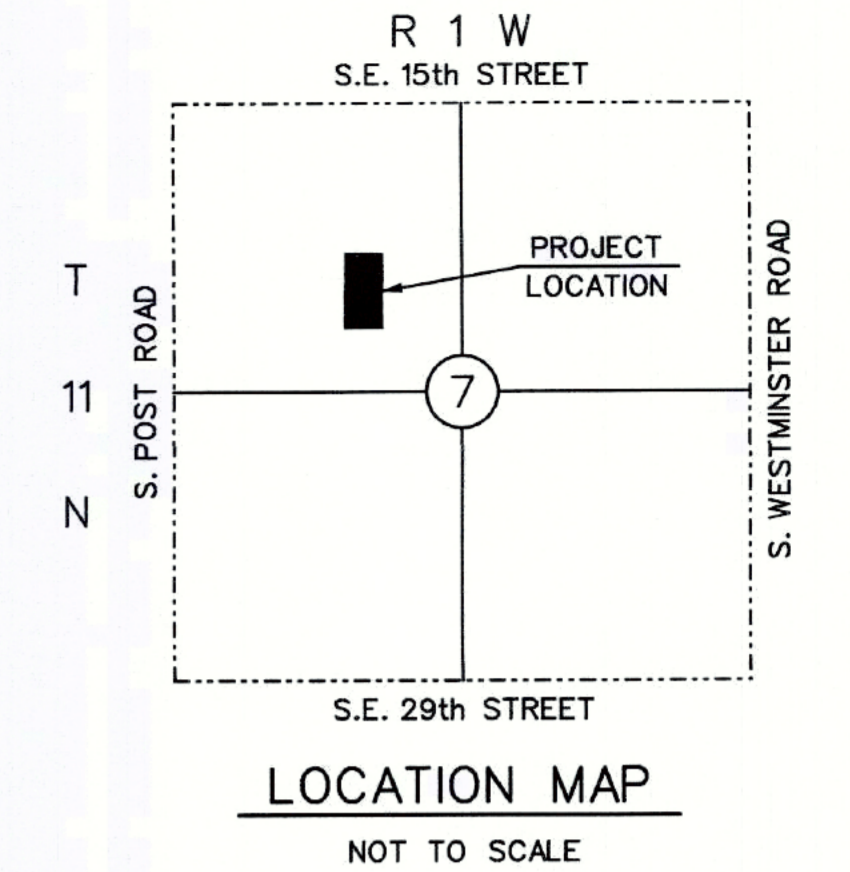 R 1 W
S.E. 15th STREET
PROJECT
LOCATION
T
11
N
S. POST ROAD
7
S. WESTMINSTER ROAD
S.E. 29th STREET
LOCATION MAP
NOT TO SCALE